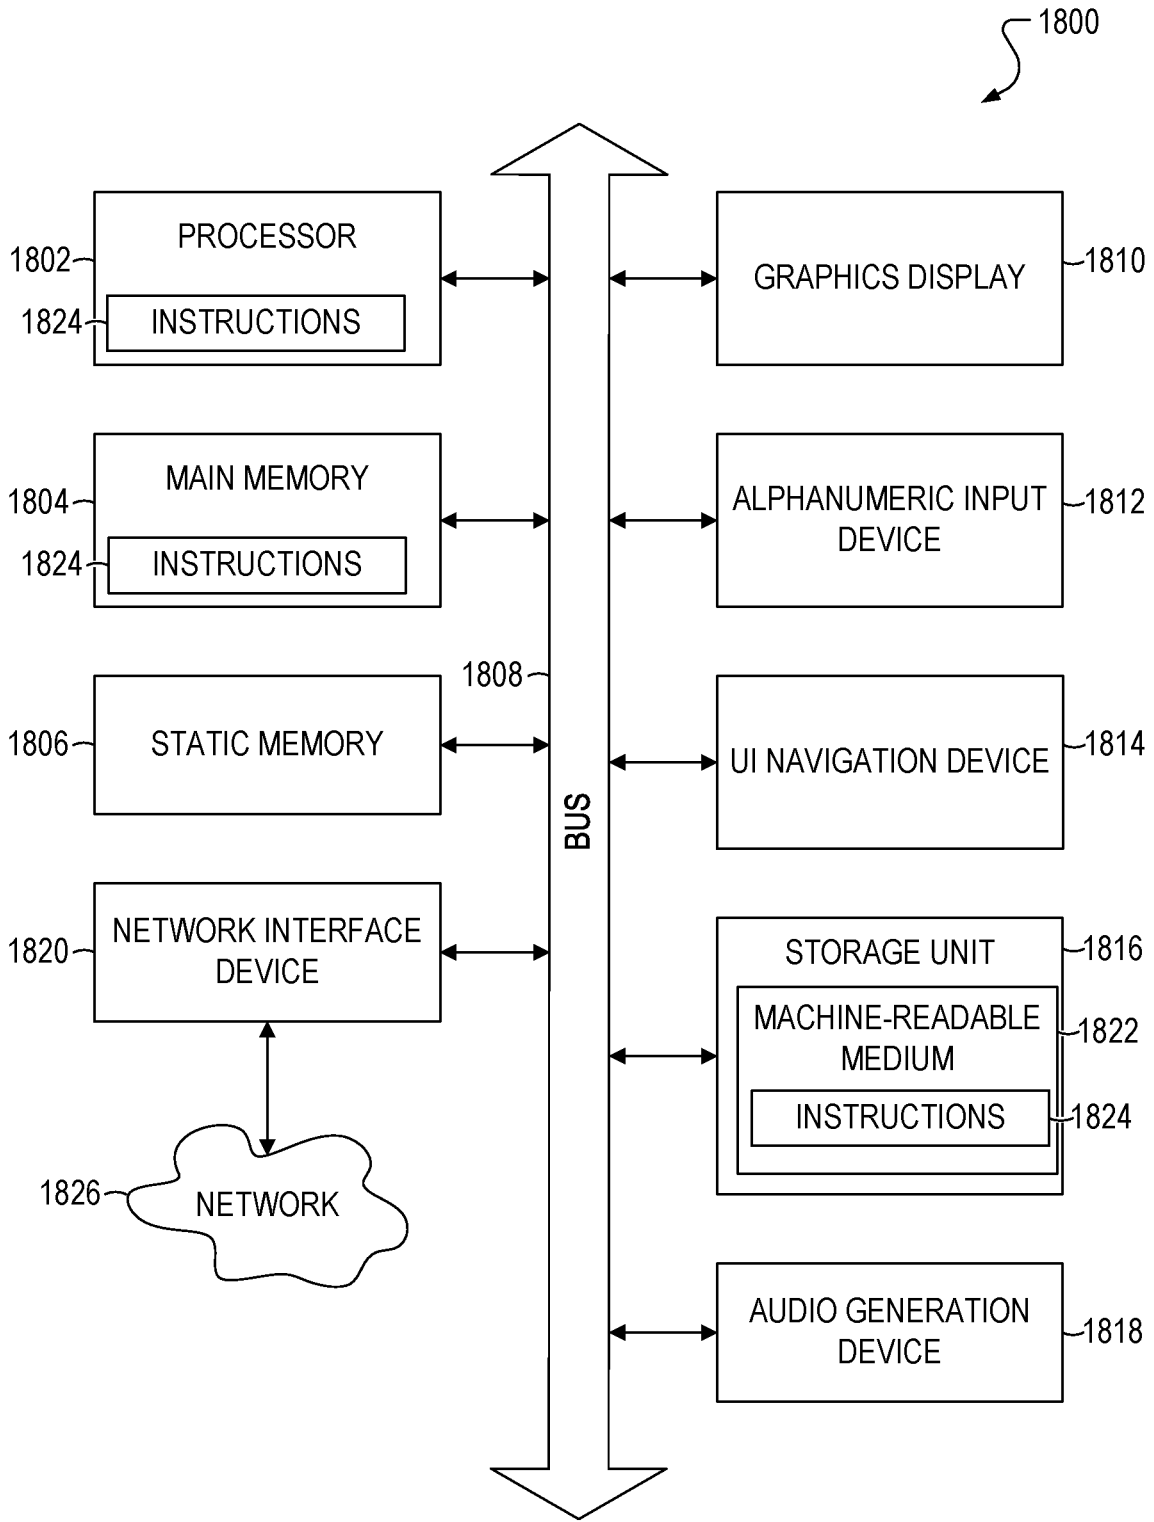 1800
PROCESSOR
1802
1824
INSTRUCTIONS
MAIN MEMORY
1804
1824
INSTRUCTIONS
1808
1806
STATIC MEMORY
BUS
1820
NETWORK INTERFACE
DEVICE
1826
NETWORK
GRAPHICS DISPLAY
1810
ALPHANUMERIC INPUT
DEVICE
1812
UI NAVIGATION DEVICE
1814
STORAGE UNIT
1816
MACHINE-READABLE
MEDIUM
1822
INSTRUCTIONS
1824
AUDIO GENERATION
DEVICE
1818